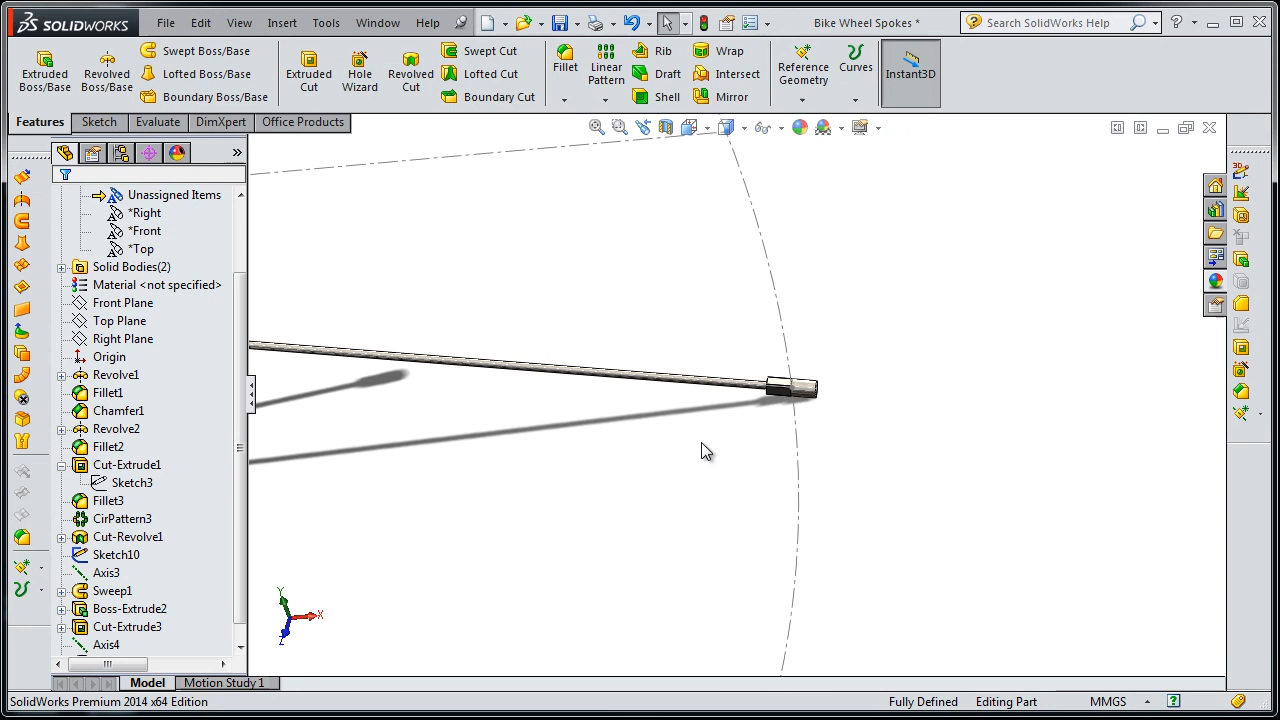 SOLIDWORKS File Edit View Insert Tools Window Help Bike Wheel Spokes * Search SolidWorks Help
Extruded Boss/Base
Revolved Boss/Base
Swept Boss/Base
Lofted Boss/Base
Boundary Boss/Base
Extruded Cut
Hole Wizard
Revolved Cut
Swept Cut
Lofted Cut
Boundary Cut
Fillet
Linear Pattern
Rib
Draft
Shell
Wrap
Intersect
Mirror
Reference Geometry
Curves
Instant3D
Features Sketch Evaluate DimXpert Office Products
Unassigned Items
*Right
*Front
*Top
Solid Bodies(2)
Material <not specified>
Front Plane
Top Plane
Right Plane
Origin
Revolve1
Fillet1
Chamfer1
Revolve2
Fillet2
Cut-Extrude1
Sketch3
Fillet3
CirPattern3
Cut-Revolve1
Sketch10
Axis3
Sweep1
Boss-Extrude2
Cut-Extrude3
Axis4
Y
X
Z
Model Motion Study 1
SolidWorks Premium 2014 x64 Edition Fully Defined Editing Part MMGS